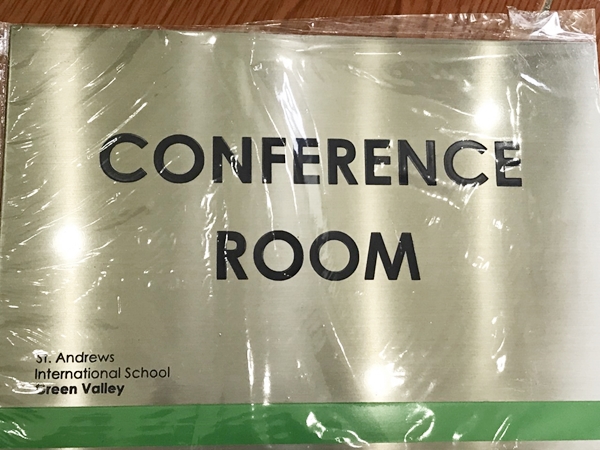 CONFERENCE
ROOM
St. Andrews
International School
Green Valley